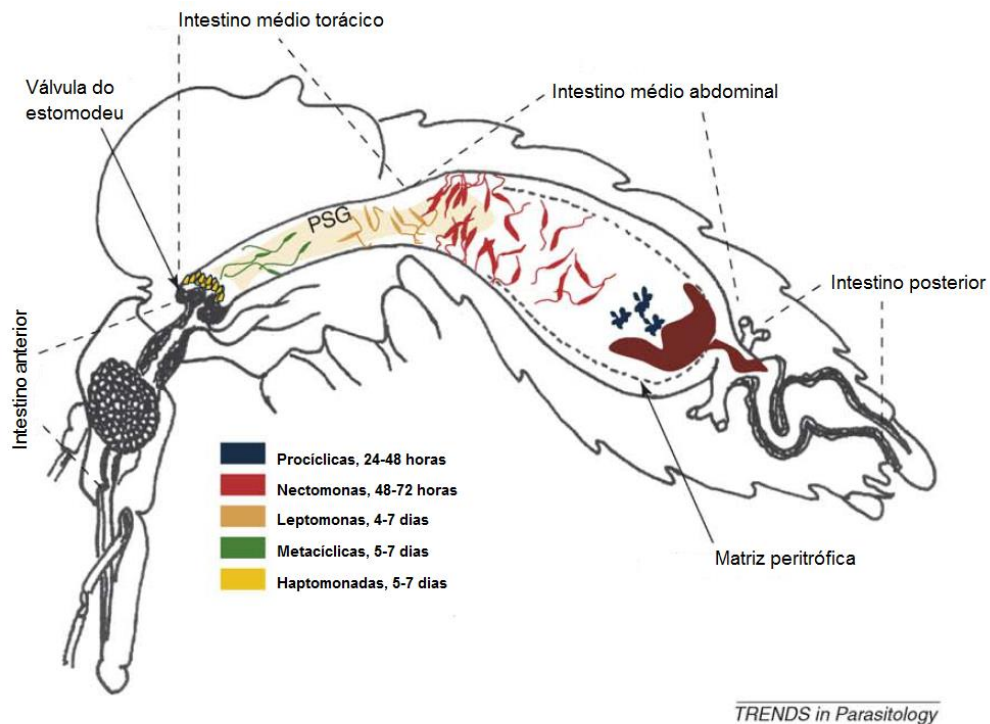 Intestino médio torácico
Válvula do
estomodeu
Intestino médio abdominal
PSG
Intestino posterior
Intestino anterior
Procíclicas, 24-48 horas
Nectomonas, 48-72 horas
Leptomonas, 4-7 dias
Metacíclicas, 5-7 dias
Haptomonadas, 5-7 dias
Matriz peritrófica
TRENDS in Parasitology